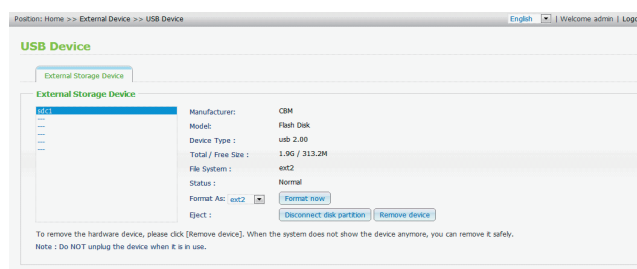 Position: Home >> External Device >> USB Device English | Welcome admin | Logo
USB Device
External Storage Device
External Storage Device
sdc1
---
---
---
---
Manufacturer: CBM
Model: Flash Disk
Device Type : usb 2.00
Total / Free Size : 1.9G / 313.2M
File System : ext2
Status : Normal
Format As: ext2 Format now
Eject : Disconnect disk partition Remove device
To remove the hardware device, please click [Remove device]. When the system does not show the device anymore, you can remove it safely.
Note : Do NOT unplug the device when it is in use.